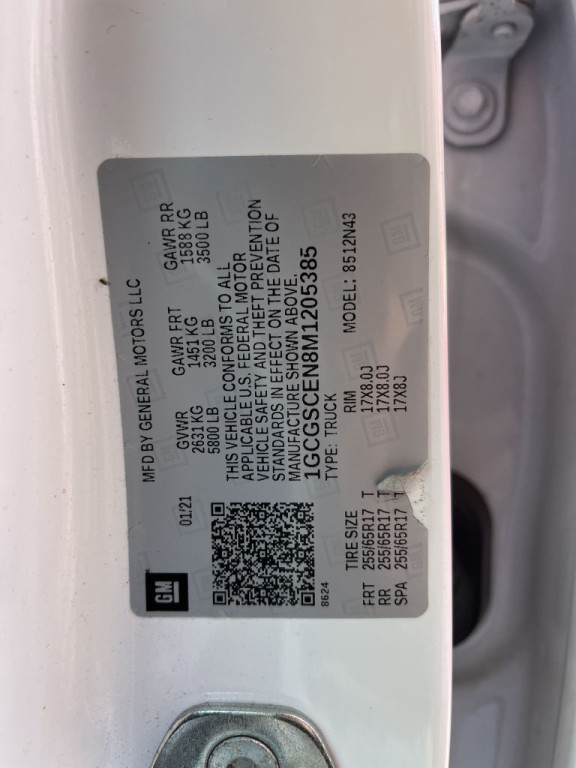 GM
01/21
MFD BY GENERAL MOTORS LLC
GVWR GAWR FRT GAWR RR
2631 KG 1451 KG 1588 KG
5800 LB 3200 LB 3500 LB
THIS VEHICLE CONFORMS TO ALL
APPLICABLE U.S. FEDERAL MOTOR
VEHICLE SAFETY AND THEFT PREVENTION
STANDARDS IN EFFECT ON THE DATE OF
MANUFACTURE SHOWN ABOVE.
1GCGSCEN8M1205385
8624
TYPE: TRUCK MODEL: 8512N43
TIRE SIZE RIM
FRT 255/65R17 T 17X8.0J
RR 255/65R17 T 17X8.0J
SPA 255/65R17 T 17X8J